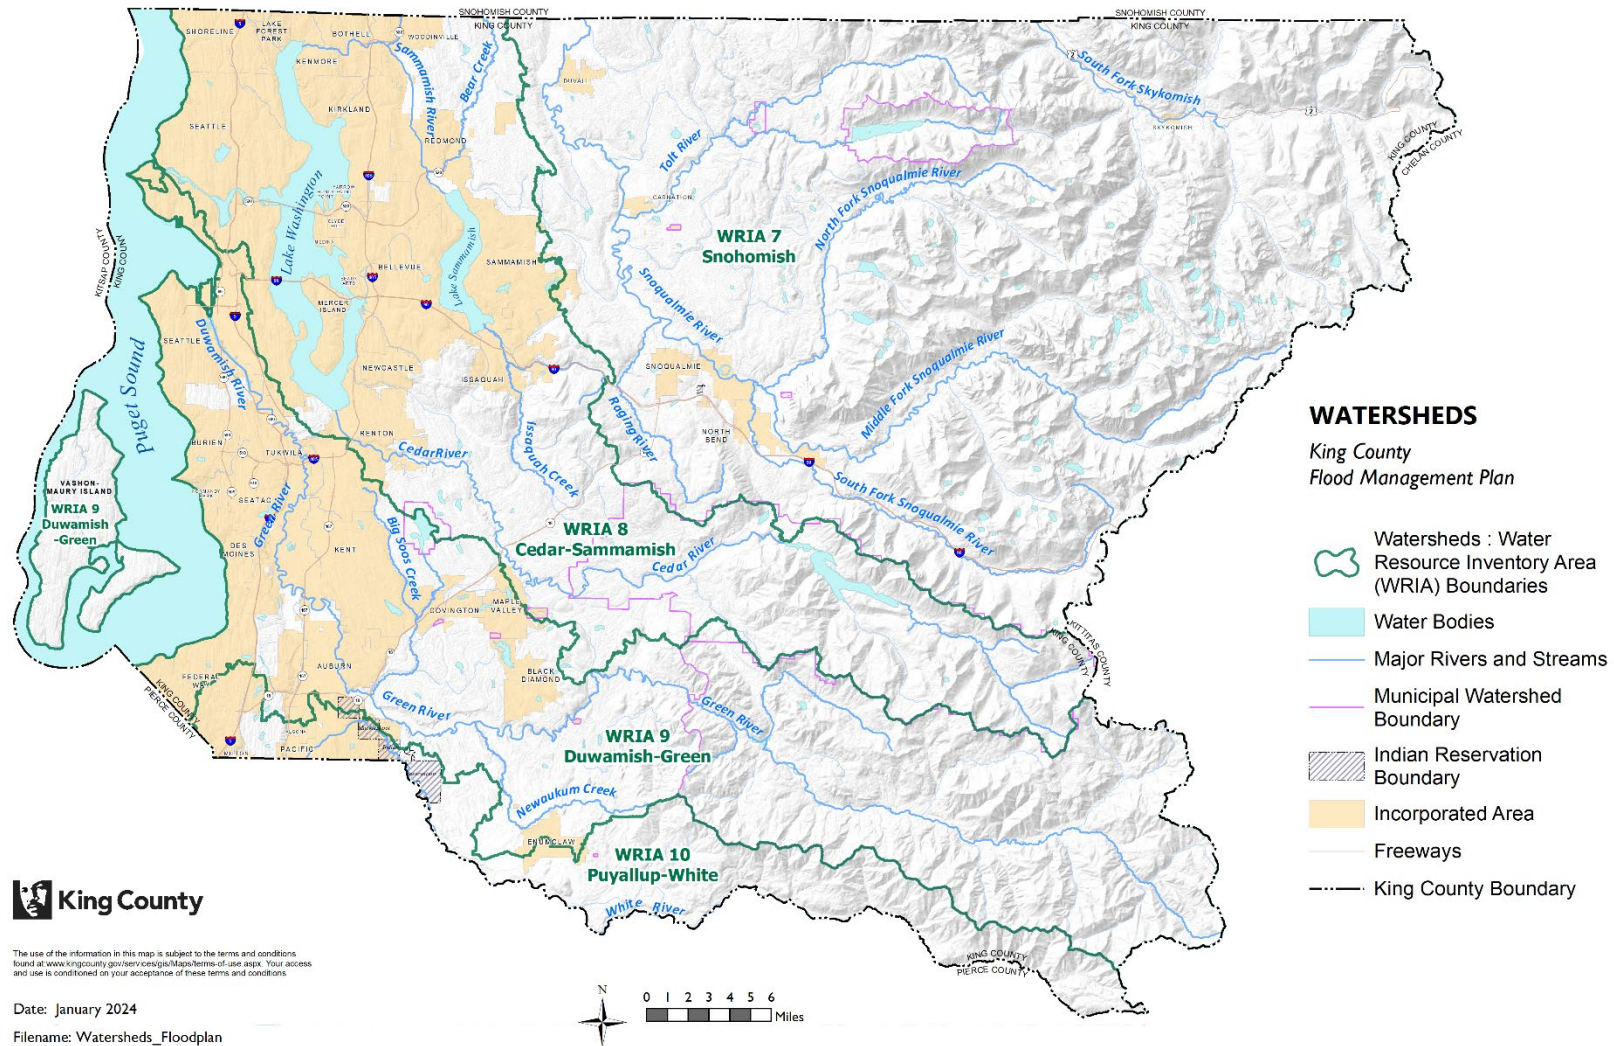 SNOHOMISH COUNTY
KING COUNTY
SNOHOMISH COUNTY
KING COUNTY
SHORELINE
LAKE
FOREST
PARK
BOTHELL
WOODINVILLE
KENMORE
Sammamish River
Bear Creek
DUVALL
2
South Fork Skykomish
2
SKYKOMISH
KING COUNTY
CHELAN COUNTY
SEATTLE
KIRKLAND
REDMOND
Tolt River
North Fork Snoqualmie River
CARNATION
Lake Washington
CLYDE
BELLEVUE
Lake Sammamish
SAMMAMISH
WRIA 7
Snohomish
KITSAP COUNTY
KING COUNTY
MERCER
ISLAND
Snoqualmie River
Puget Sound
SEATTLE
Duwamish River
NEWCASTLE
ISSAQUAH
SNOQUALMIE
Middle Fork Snoqualmie River
Raging River
NORTH
BEND
BURIEN
TUKWILA
RENTON
Cedar River
Issaquah Creek
South Fork Snoqualmie River
VASHON-
MAURY ISLAND
WRIA 9
Duwamish
-Green
SEATAC
Green River
DES
MOINES
KENT
Big Soos Creek
WRIA 8
Cedar-Sammamish
Cedar River
COVINGTON
MAPLE
VALLEY
KITTITAS COUNTY
KING COUNTY
AUBURN
FEDERAL
WAY
KING COUNTY
PIERCE COUNTY
BLACK
DIAMOND
Green River
Green River
WRIA 9
Duwamish-Green
MILTON
PACIFIC
Newaukum Creek
ENUMCLAW
WRIA 10
Puyallup-White
White River
KING COUNTY
PIERCE COUNTY
WATERSHEDS
King County
Flood Management Plan
Watersheds : Water
Resource Inventory Area
(WRIA) Boundaries
Water Bodies
Major Rivers and Streams
Municipal Watershed
Boundary
Indian Reservation
Boundary
Incorporated Area
Freeways
King County Boundary
King County
The use of the information in this map is subject to the terms and conditions
found at:www.kingcounty.gov/services/gis/Maps/terms-of-use.aspx. Your access
and use is conditioned on your acceptance of these terms and conditions
Date: January 2024
Filename: Watersheds_Floodplan
N
0 1 2 3 4 5 6
Miles